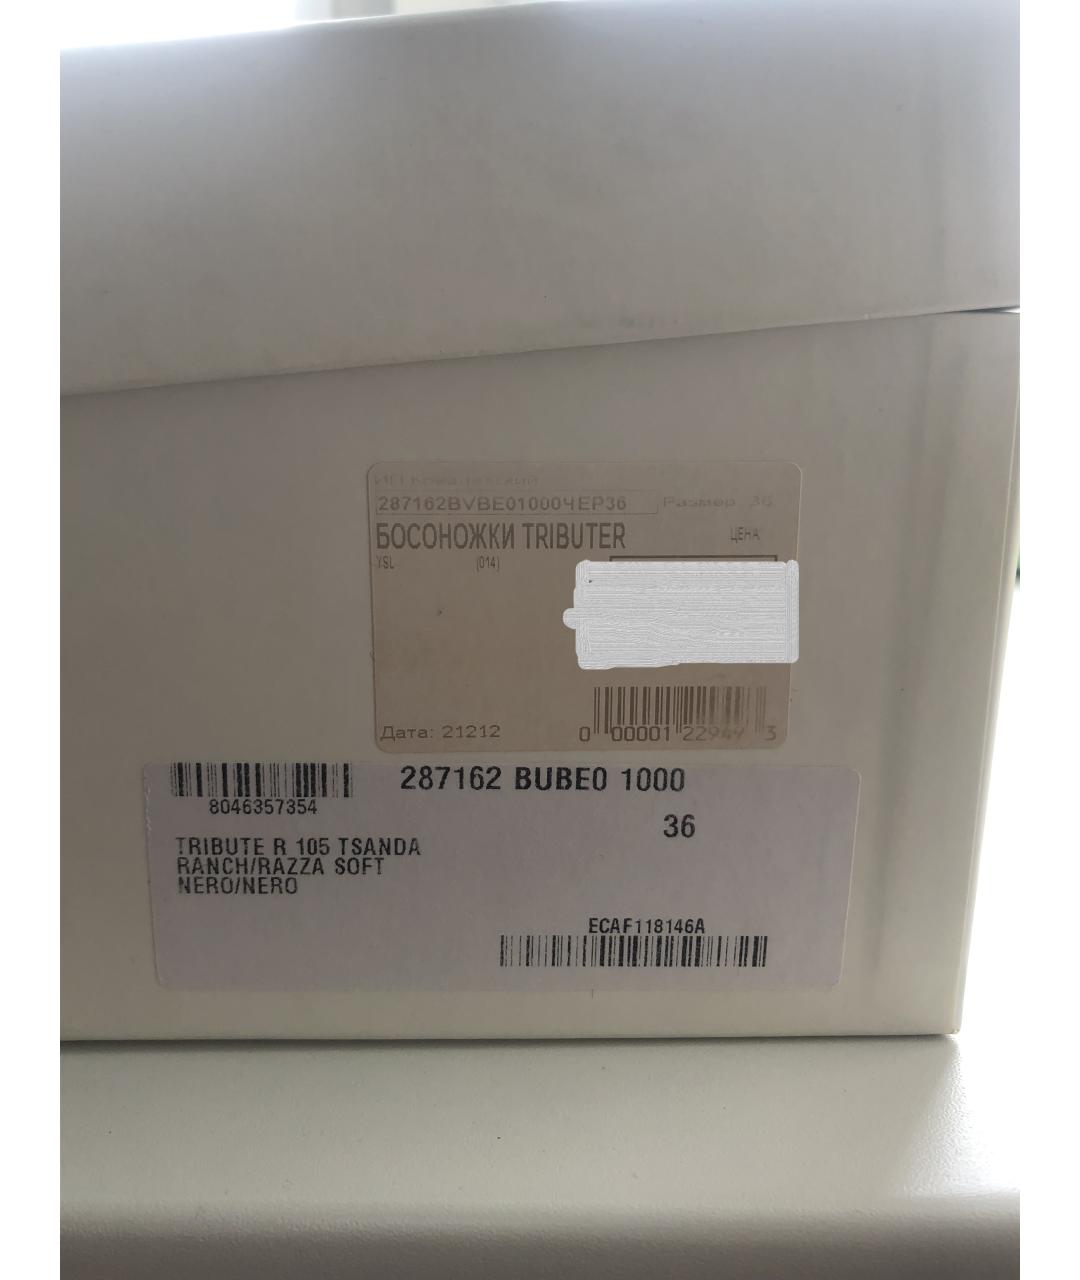 ИП
287162BVBE01000ЧЕР36 Размер 36
БОСОНОЖКИ TRIBUTER ЦЕНА
YSL (014)
Дата: 21212
0 00001 22949 3
287162 BUBE0 1000
8046357354
36
TRIBUTE R 105 TSANDA
RANCH/RAZZA SOFT
NERO/NERO
ECAF118146A